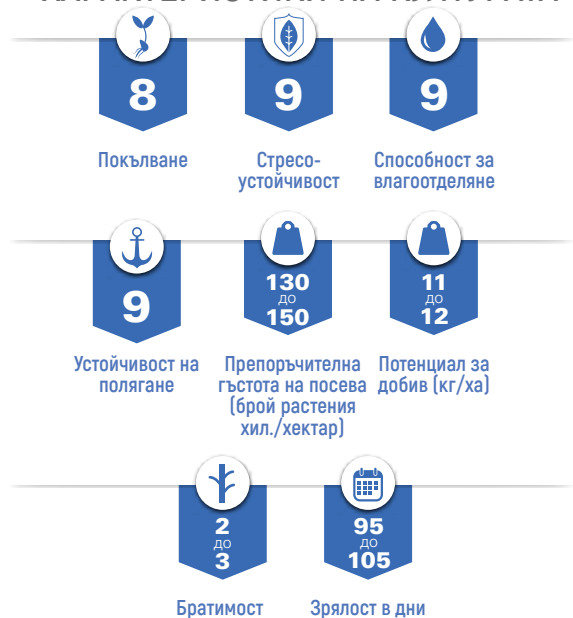 8
9
9
Покълване
Стресо-
устойчивост
Способност за
влагоотделяне
9
130
до
150
11
до
12
Устойчивост на
полягане
Препоръчителна
гъстота на посева
(брой растения
хил./хектар)
Потенциал за
добив (кг/ха)
2
до
3
95
до
105
Братимост
Зрялост в дни